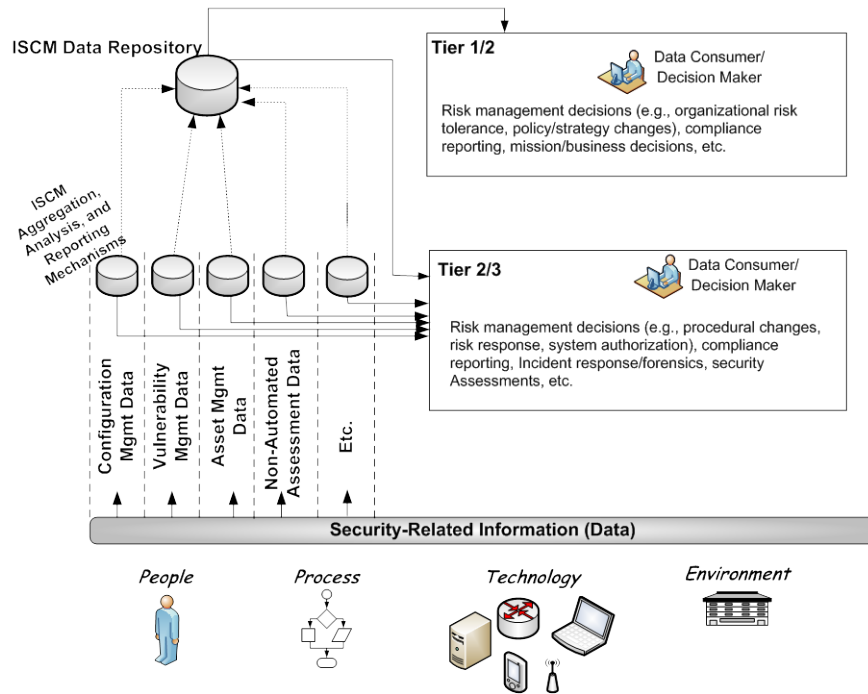 ISCM Data Repository
Tier 1/2
Data Consumer/
Decision Maker
Risk management decisions (e.g., organizational risk
tolerance, policy/strategy changes), compliance
reporting, mission/business decisions, etc.
ISCM
Aggregation,
Analysis, and
Reporting
Mechanisms
Tier 2/3
Data Consumer/
Decision Maker
Risk management decisions (e.g., procedural changes,
risk response, system authorization), compliance
reporting, Incident response/forensics, security
Assessments, etc.
Configuration
Mgmt Data
Vulnerability
Mgmt Data
Asset Mgmt
Data
Non-Automated
Assessment Data
Etc.
Security-Related Information (Data)
People
Process
Technology
Environment